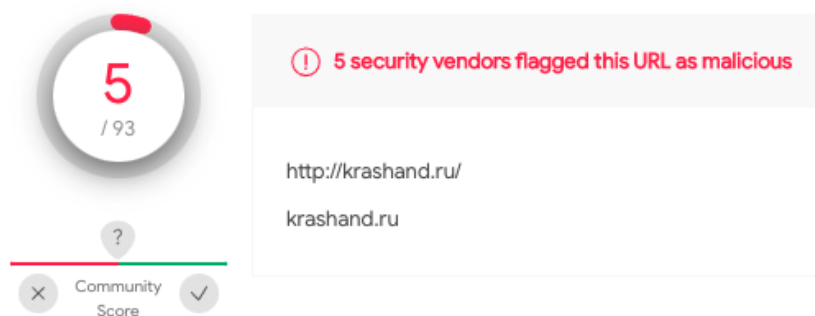 5
/ 93
?
Community
Score
5 security vendors flagged this URL as malicious
http://krashand.ru/
krashand.ru